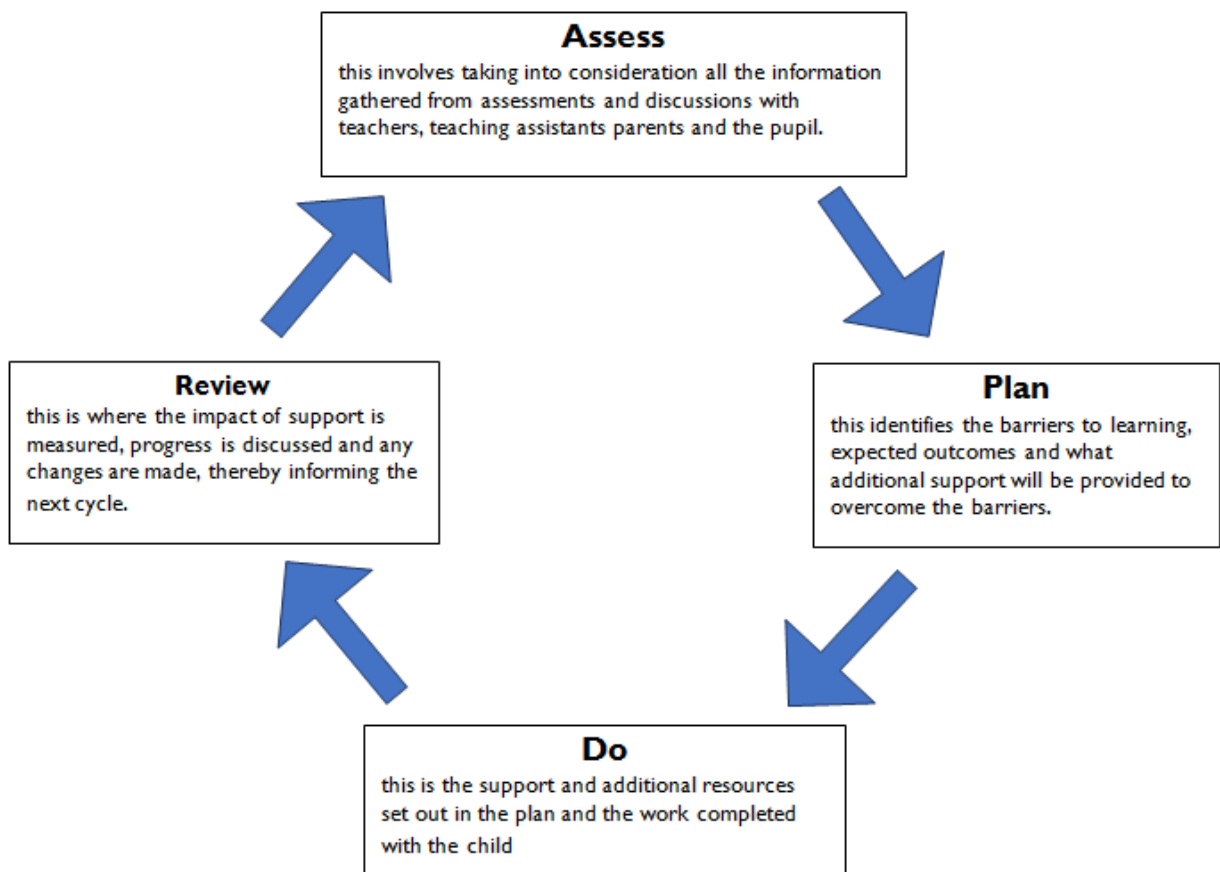 Assess
this involves taking into consideration all the information
gathered from assessments and discussions with
teachers, teaching assistants parents and the pupil.
Review
this is where the impact of support is
measured, progress is discussed and any
changes are made, thereby informing the
next cycle.
Plan
this identifies the barriers to learning,
expected outcomes and what
additional support will be provided to
overcome the barriers.
Do
this is the support and additional resources
set out in the plan and the work completed
with the child